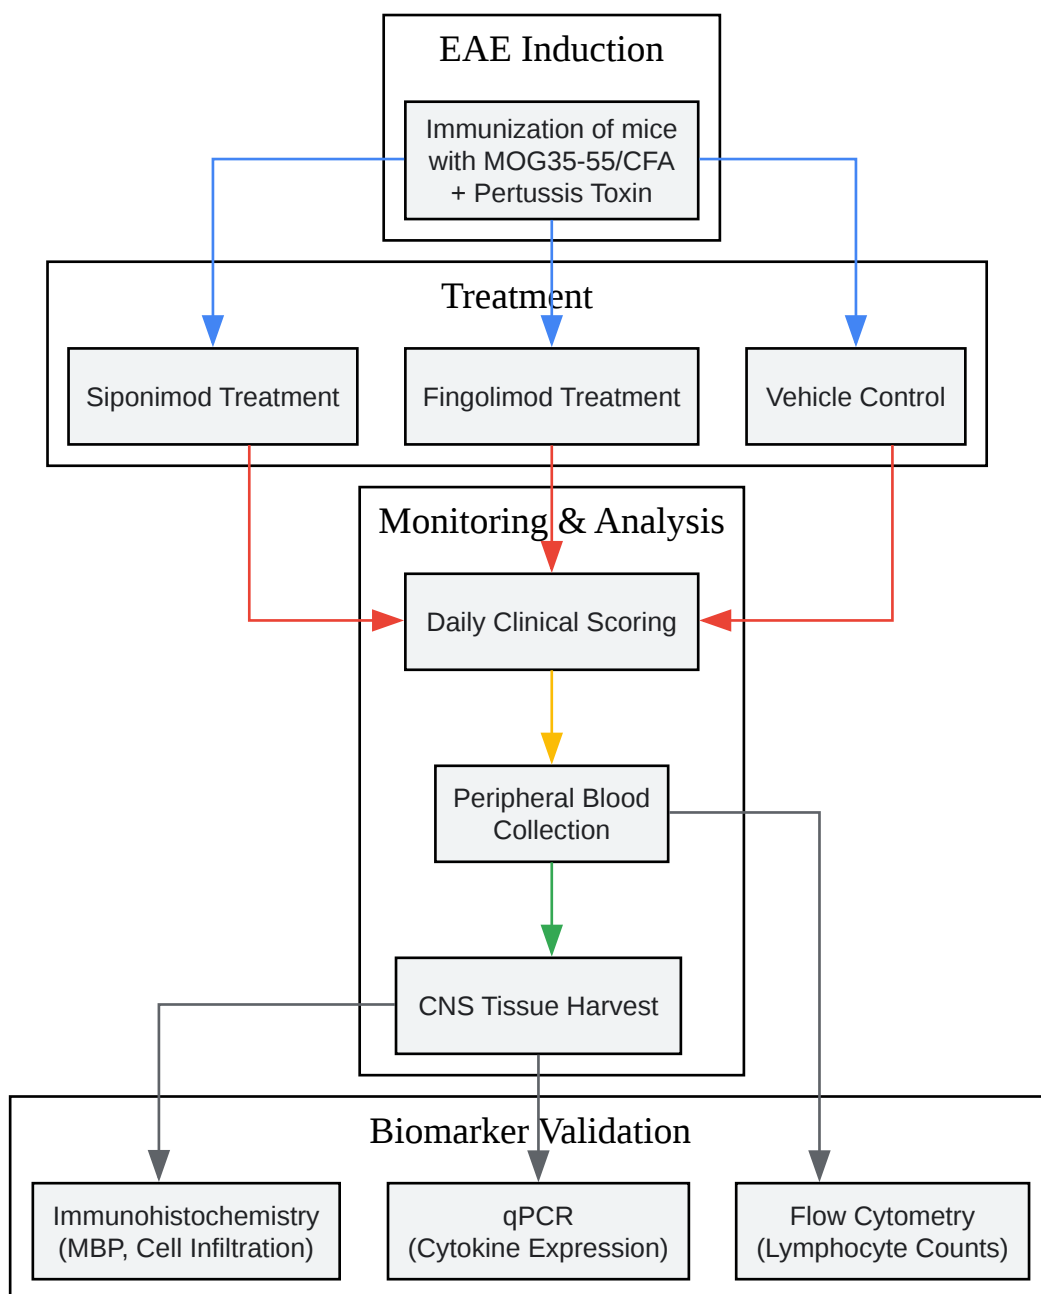 EAE Induction
Immunization of mice
with MOG35-55/CFA
+ Pertussis Toxin
Treatment
Siponimod Treatment
Fingolimod Treatment
Vehicle Control
Monitoring & Analysis
Daily Clinical Scoring
Peripheral Blood
Collection
CNS Tissue Harvest
Biomarker Validation
Immunohistochemistry
(MBP, Cell Infiltration)
qPCR
(Cytokine Expression)
Flow Cytometry
(Lymphocyte Counts)